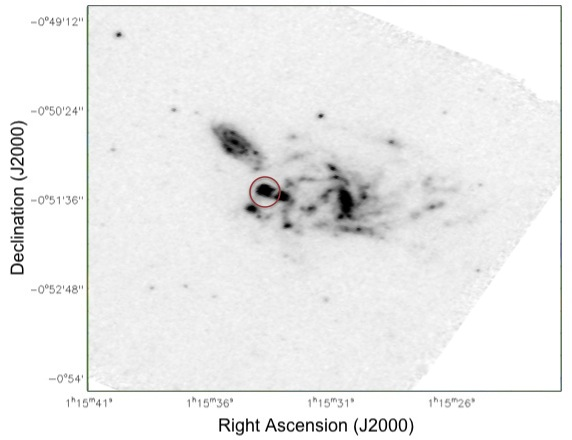 −0°49'12"
−0°50'24"
−0°51'36"
−0°52'48"
−0°54'
Declination (J2000)
1ʰ15ᵐ41ˢ 1ʰ15ᵐ36ˢ 1ʰ15ᵐ31ˢ 1ʰ15ᵐ26ˢ
Right Ascension (J2000)